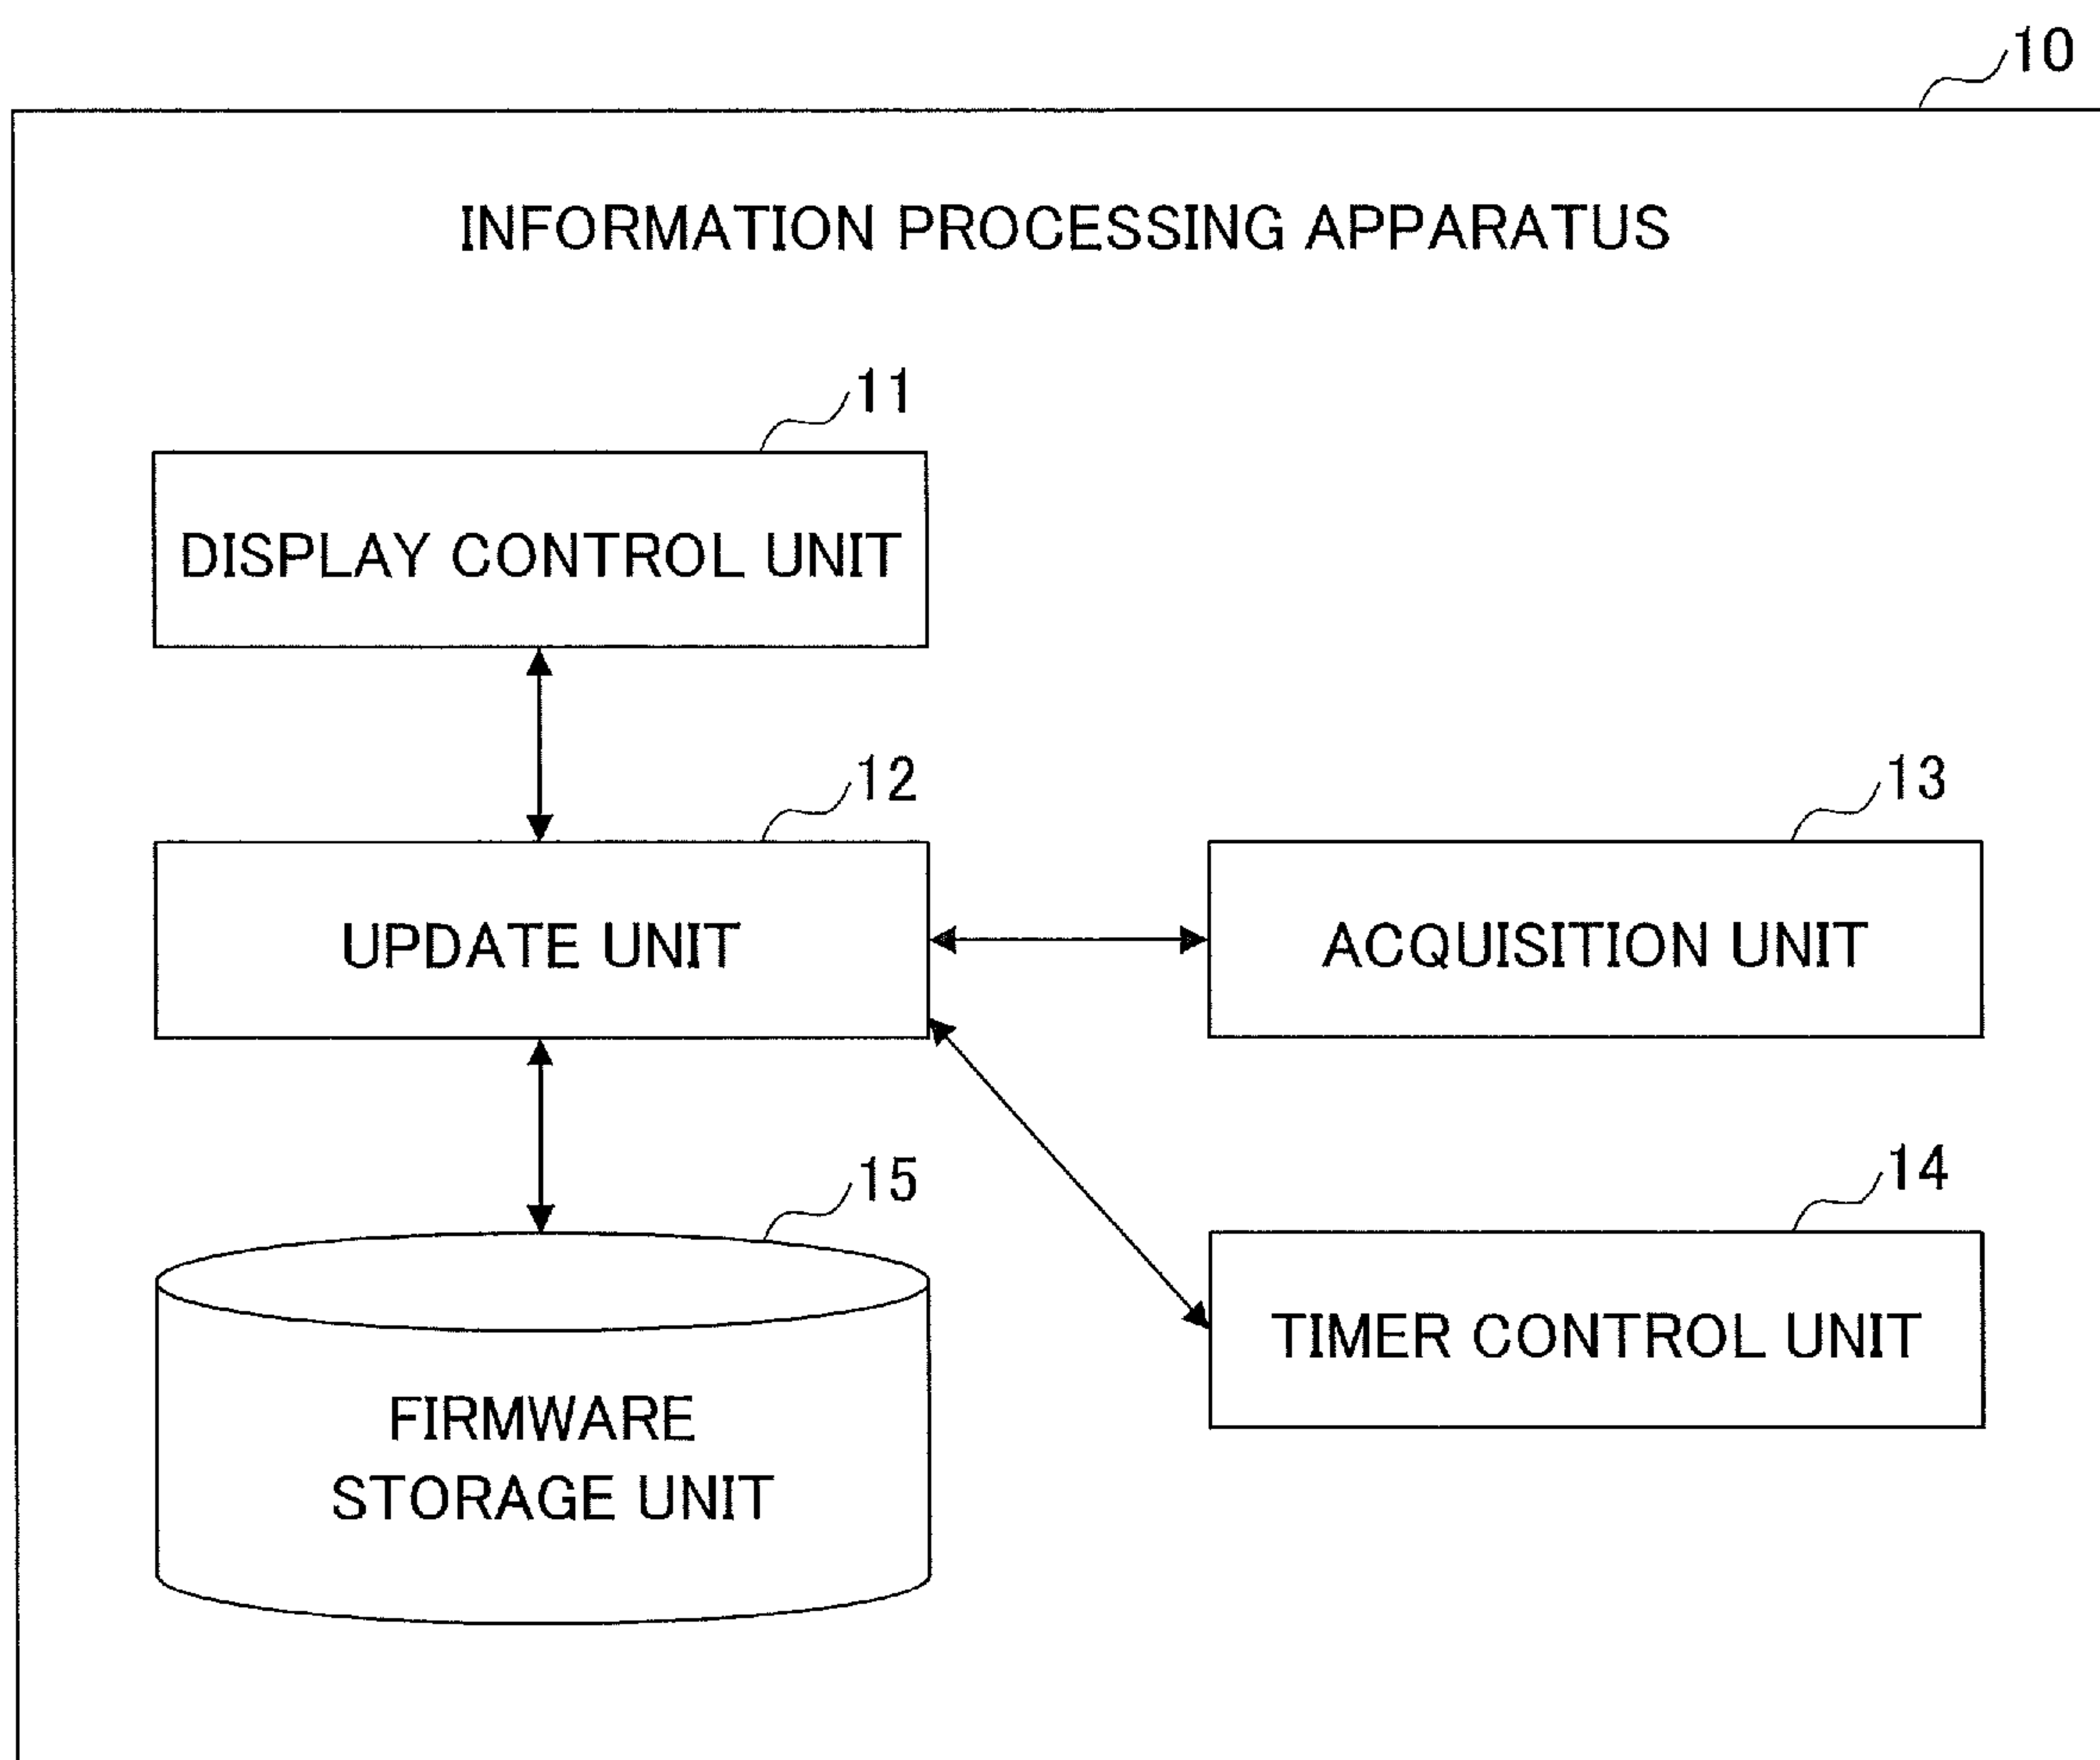 10
INFORMATION PROCESSING APPARATUS
11
DISPLAY CONTROL UNIT
12
UPDATE UNIT
13
ACQUISITION UNIT
14
TIMER CONTROL UNIT
15
FIRMWARE
STORAGE UNIT